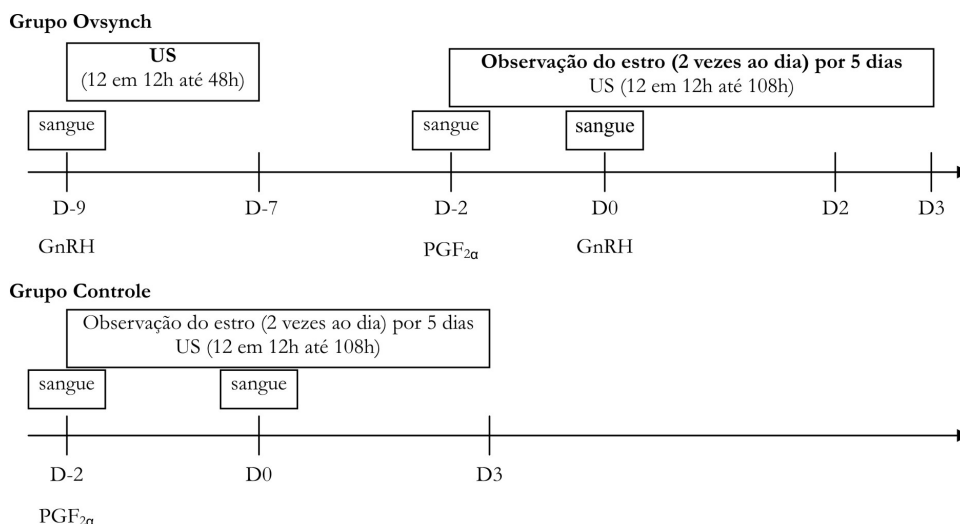 Grupo Ovsynch
US
(12 em 12h até 48h)
Observação do estro (2 vezes ao dia) por 5 dias
US (12 em 12h até 108h)
sangue
sangue
sangue
D-9
D-7
D-2
D0
D2
D3
GnRH
PGF2α
GnRH
Grupo Controle
Observação do estro (2 vezes ao dia) por 5 dias
US (12 em 12h até 108h)
sangue
sangue
D-2
D0
D3
PGF2α